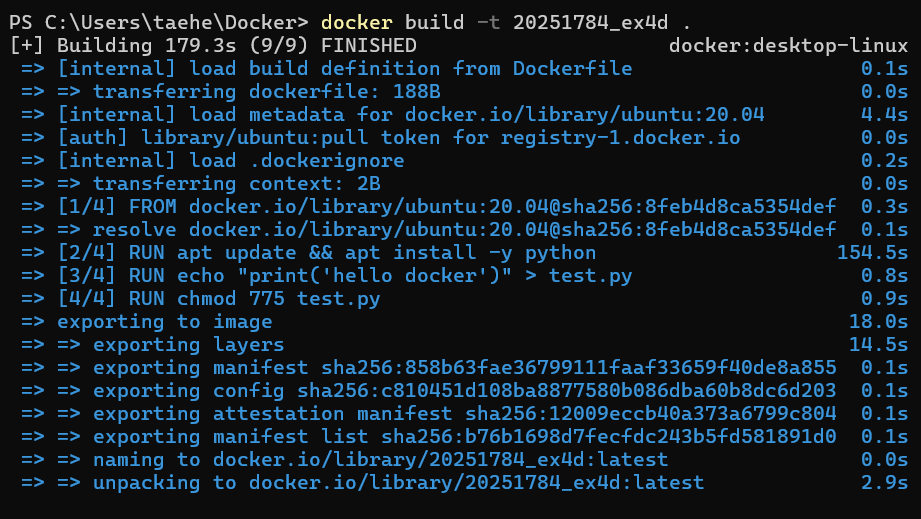 PS C:\Users\taehe\Docker> docker build -t 20251784_ex4d .
[+] Building 179.3s (9/9) FINISHED docker:desktop-linux
=> [internal] load build definition from Dockerfile 0.1s
=> => transferring dockerfile: 188B 0.0s
=> [internal] load metadata for docker.io/library/ubuntu:20.04 4.4s
=> [auth] library/ubuntu:pull token for registry-1.docker.io 0.0s
=> [internal] load .dockerignore 0.2s
=> => transferring context: 2B 0.0s
=> [1/4] FROM docker.io/library/ubuntu:20.04@sha256:8feb4d8ca5354def 0.3s
=> => resolve docker.io/library/ubuntu:20.04@sha256:8feb4d8ca5354def 0.1s
=> [2/4] RUN apt update && apt install -y python 154.5s
=> [3/4] RUN echo "print('hello docker')" > test.py 0.8s
=> [4/4] RUN chmod 775 test.py 0.9s
=> exporting to image 18.0s
=> => exporting layers 14.5s
=> => exporting manifest sha256:858b63fae36799111faaf33659f40de8a855 0.1s
=> => exporting config sha256:c810451d108ba8877580b086dba60b8dc6d203 0.1s
=> => exporting attestation manifest sha256:12009eccb40a373a6799c804 0.1s
=> => exporting manifest list sha256:b76b1698d7fecfdc243b5fd581891d0 0.1s
=> => naming to docker.io/library/20251784_ex4d:latest 0.0s
=> => unpacking to docker.io/library/20251784_ex4d:latest 2.9s